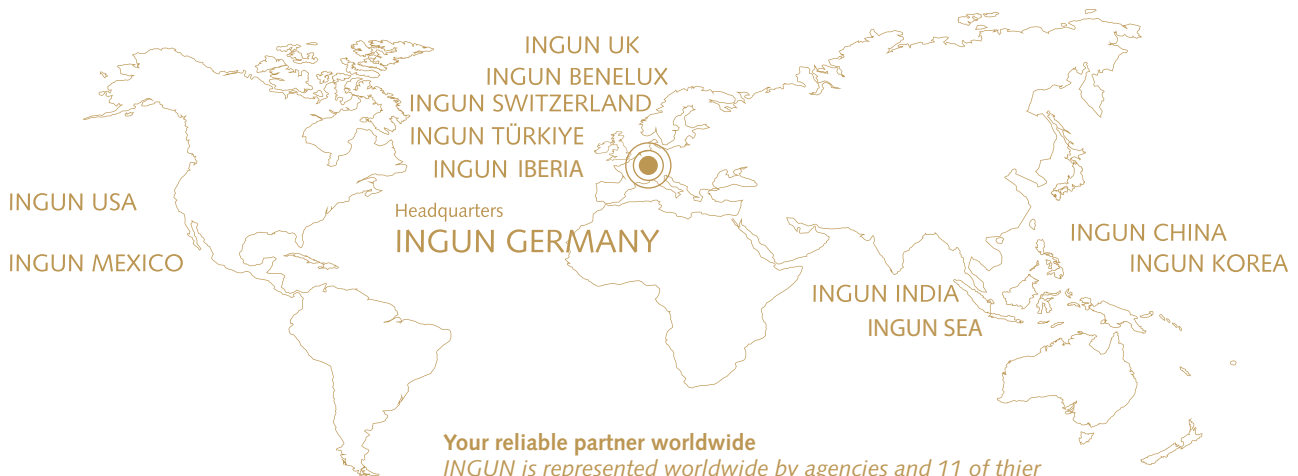 INGUN UK
INGUN BENELUX
INGUN SWITZERLAND
INGUN TÜRKIYE
INGUN IBERIA
INGUN USA
Headquarters
INGUN GERMANY
INGUN MEXICO
INGUN CHINA
INGUN KOREA
INGUN INDIA
INGUN SEA
Your reliable partner worldwide
INGUN is represented worldwide by agencies and 11 of thier